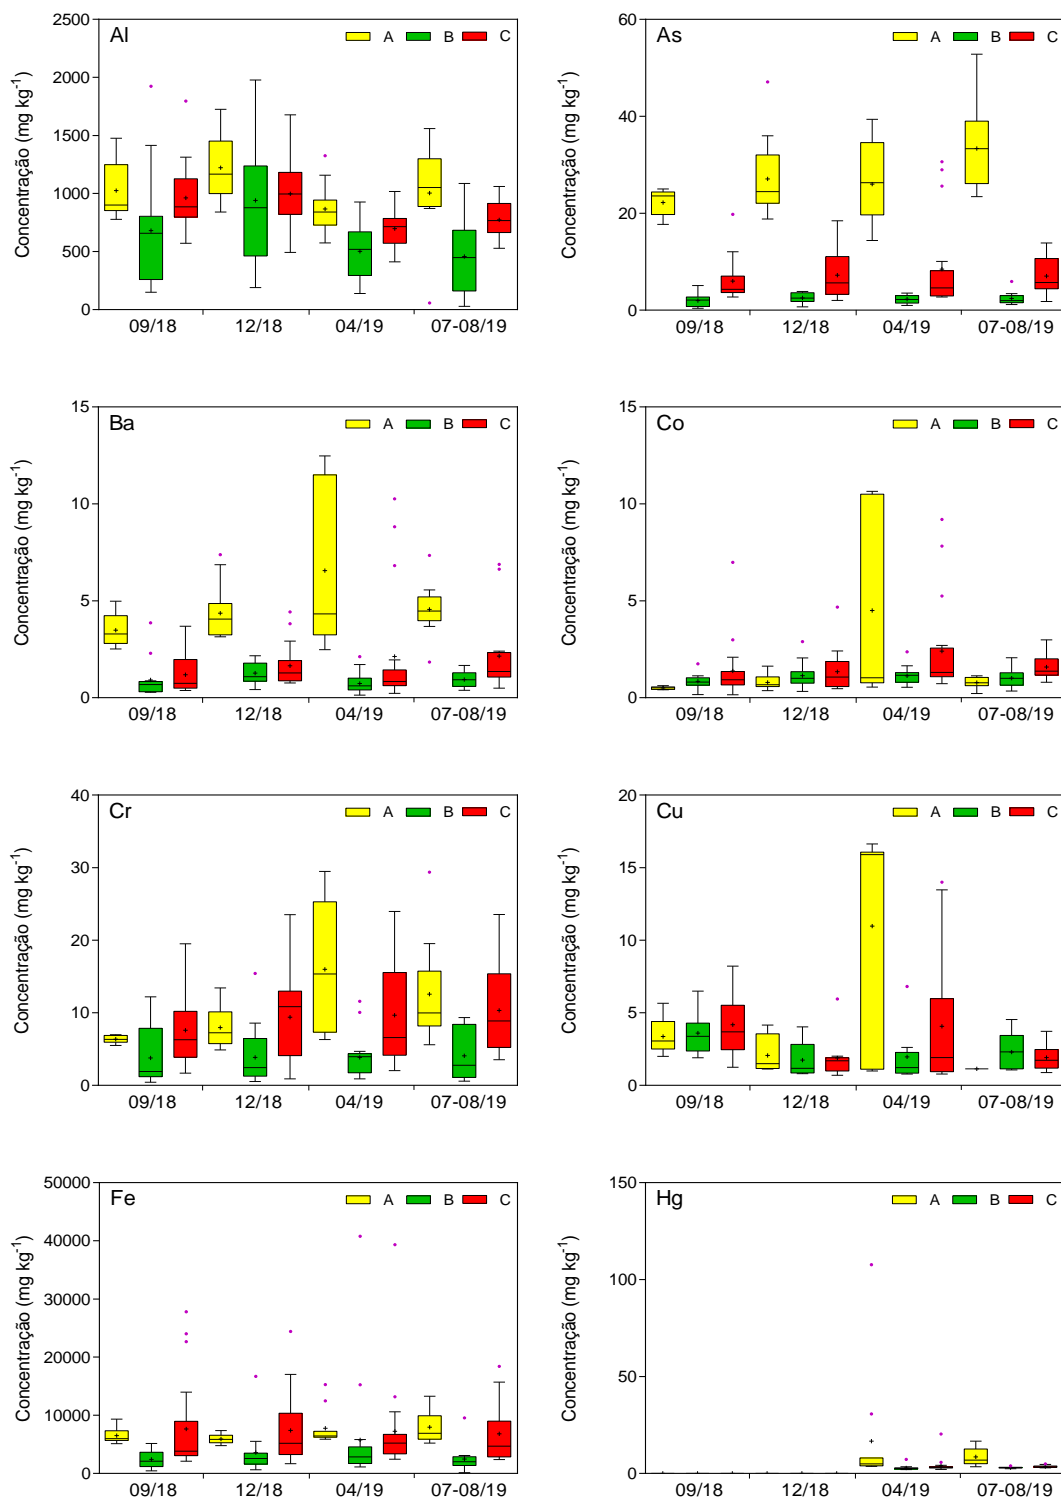 Al
A B C
Concentração (mg kg-1)
2500
2000
1500
1000
500
0
09/18 12/18 04/19 07-08/19
As
A B C
Concentração (mg kg-1)
60
40
20
0
09/18 12/18 04/19 07-08/19
Ba
A B C
Concentração (mg kg-1)
15
10
5
0
09/18 12/18 04/19 07-08/19
Co
A B C
Concentração (mg kg-1)
15
10
5
0
09/18 12/18 04/19 07-08/19
Cr
A B C
Concentração (mg kg-1)
40
30
20
10
0
09/18 12/18 04/19 07-08/19
Cu
A B C
Concentração (mg kg-1)
20
15
10
5
0
09/18 12/18 04/19 07-08/19
Fe
A B C
Concentração (mg kg-1)
50000
40000
30000
20000
10000
0
09/18 12/18 04/19 07-08/19
Hg
A B C
Concentração (mg kg-1)
150
100
50
0
09/18 12/18 04/19 07-08/19